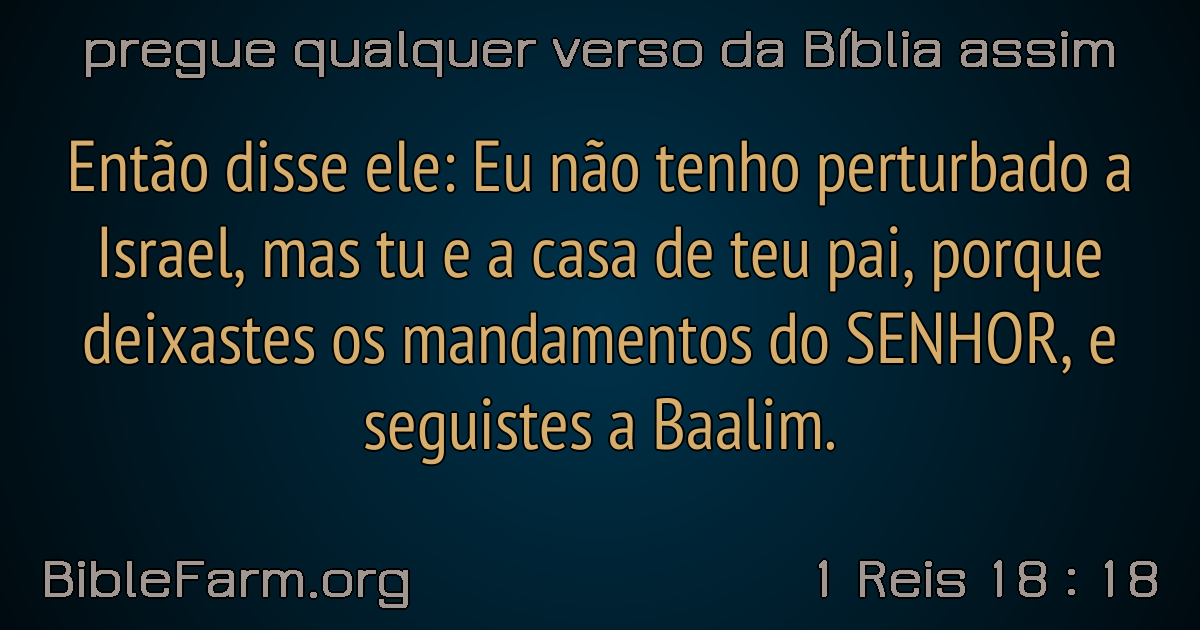 pregue qualquer verso da Bíblia assim
Então disse ele: Eu não tenho perturbado a
Israel, mas tu e a casa de teu pai, porque
deixastes os mandamentos do SENHOR, e
seguistes a Baalim.
BibleFarm.org
1 Reis 18 : 18